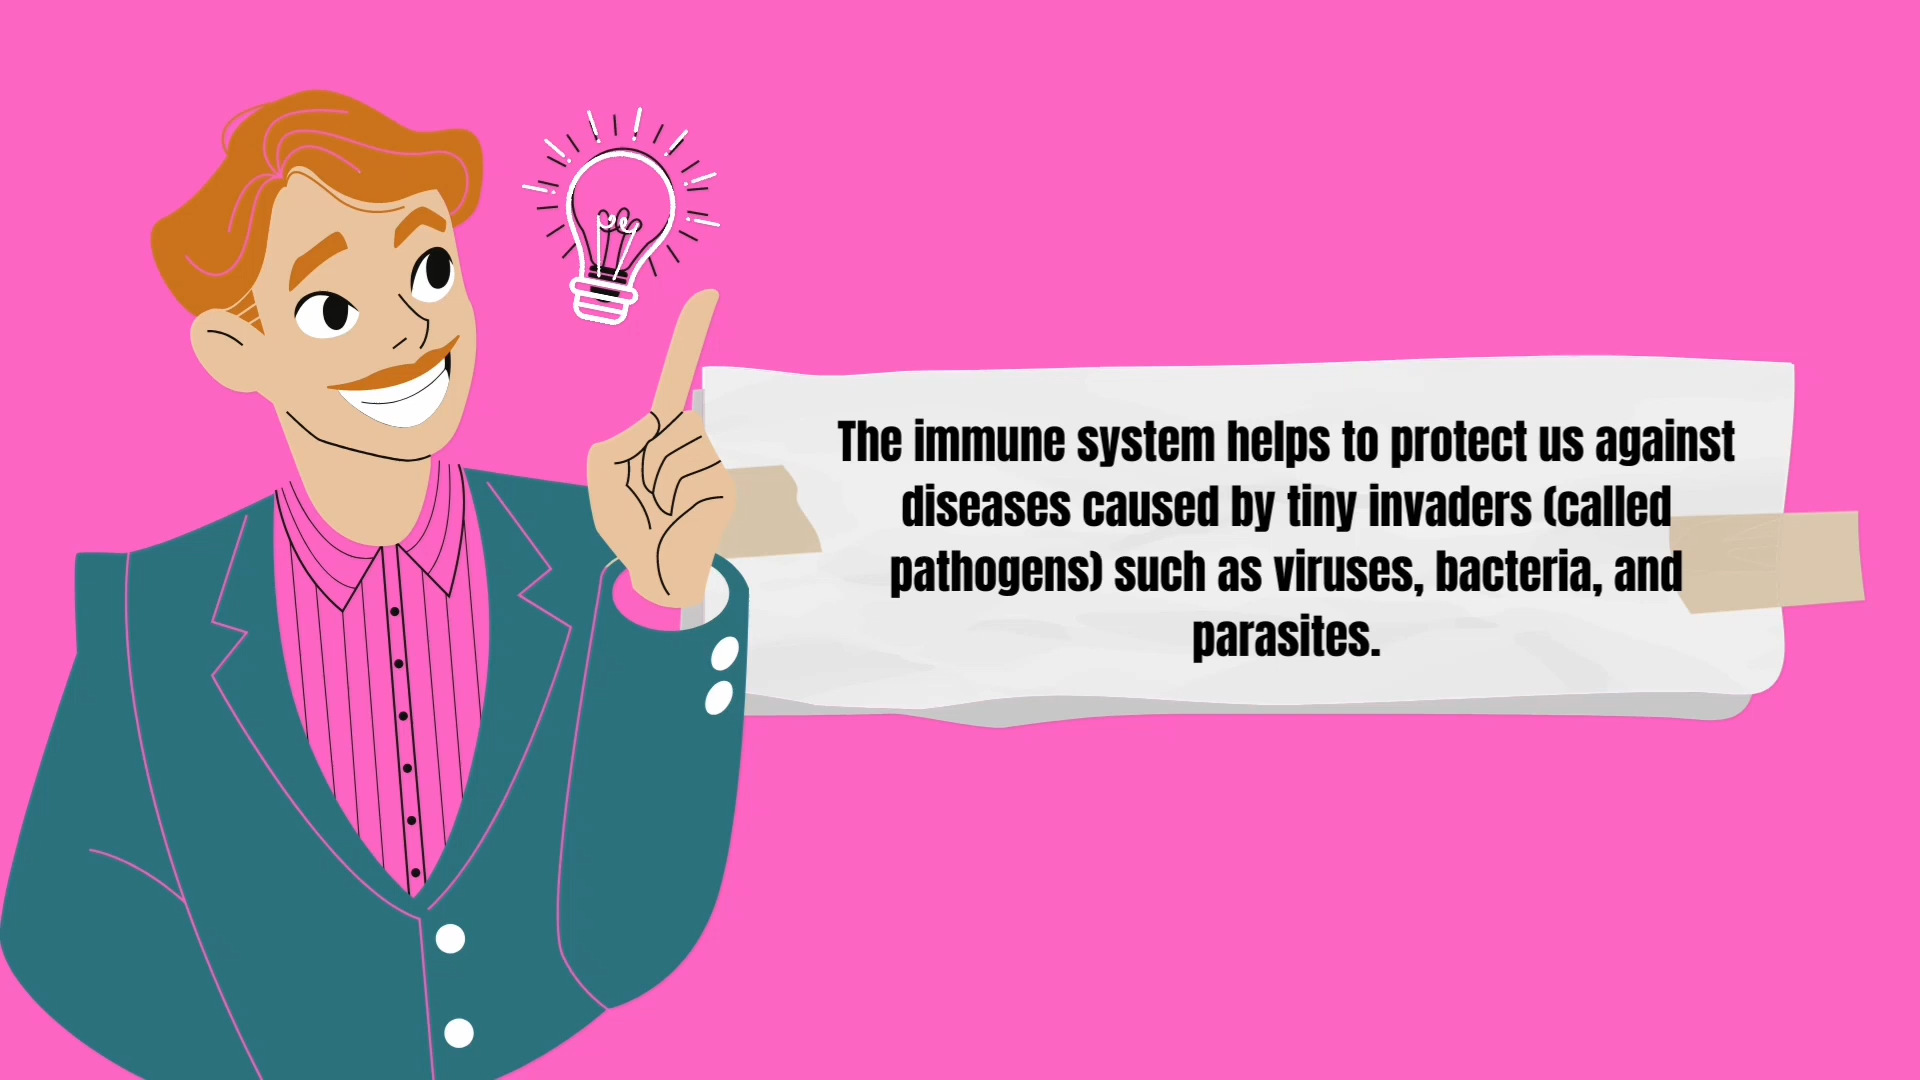 The immune system helps to protect us against
diseases caused by tiny invaders (called
pathogens) such as viruses, bacteria, and
parasites.